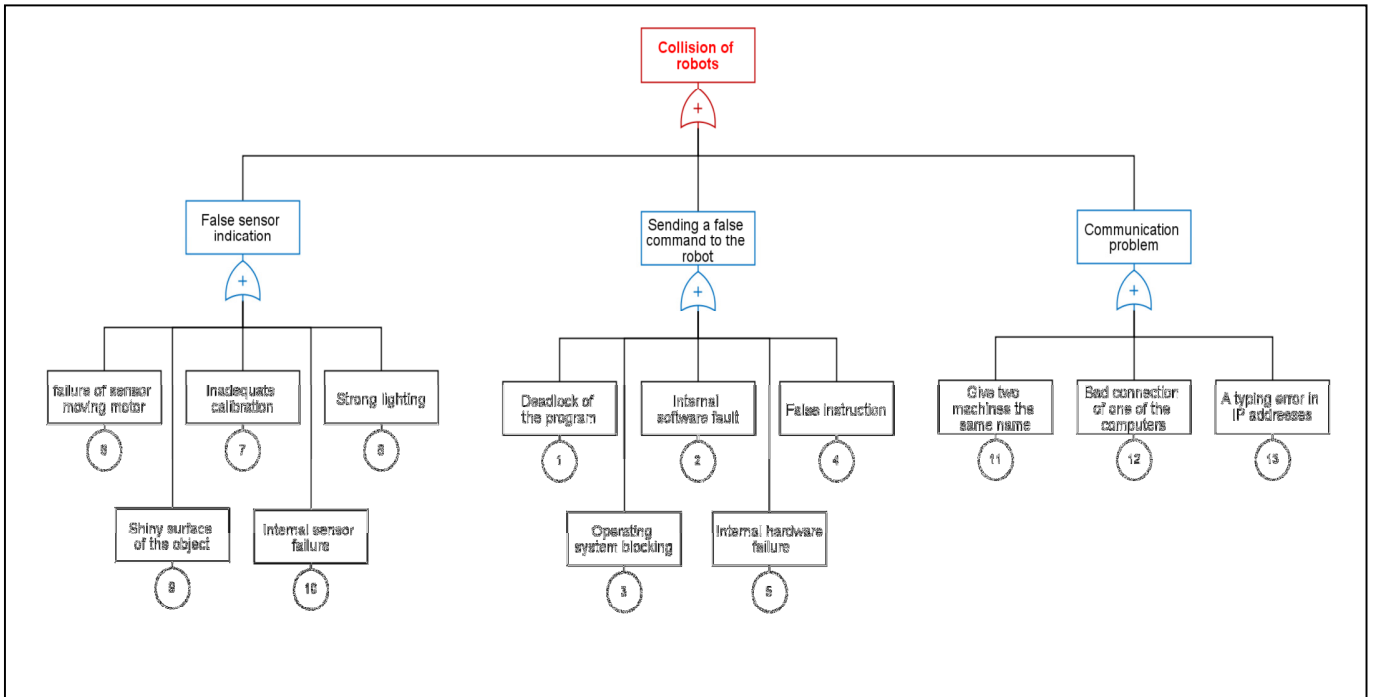 Collision of
robots
+
False sensor
indication
+
Sending a false
command to the
robot
+
Communication
problem
+
failure of sensor
moving motor
6
Inadequate
calibration
7
Strong lighting
8
Shiny surface
of the object
9
Internal sensor
failure
10
Deadlock of
the program
1
Internal
software fault
2
False instruction
4
Operating
system blocking
3
Internal hardware
failure
5
Give two
machines the
same name
11
Bad connection
of one of the
computers
12
A typing error in
IP addresses
13